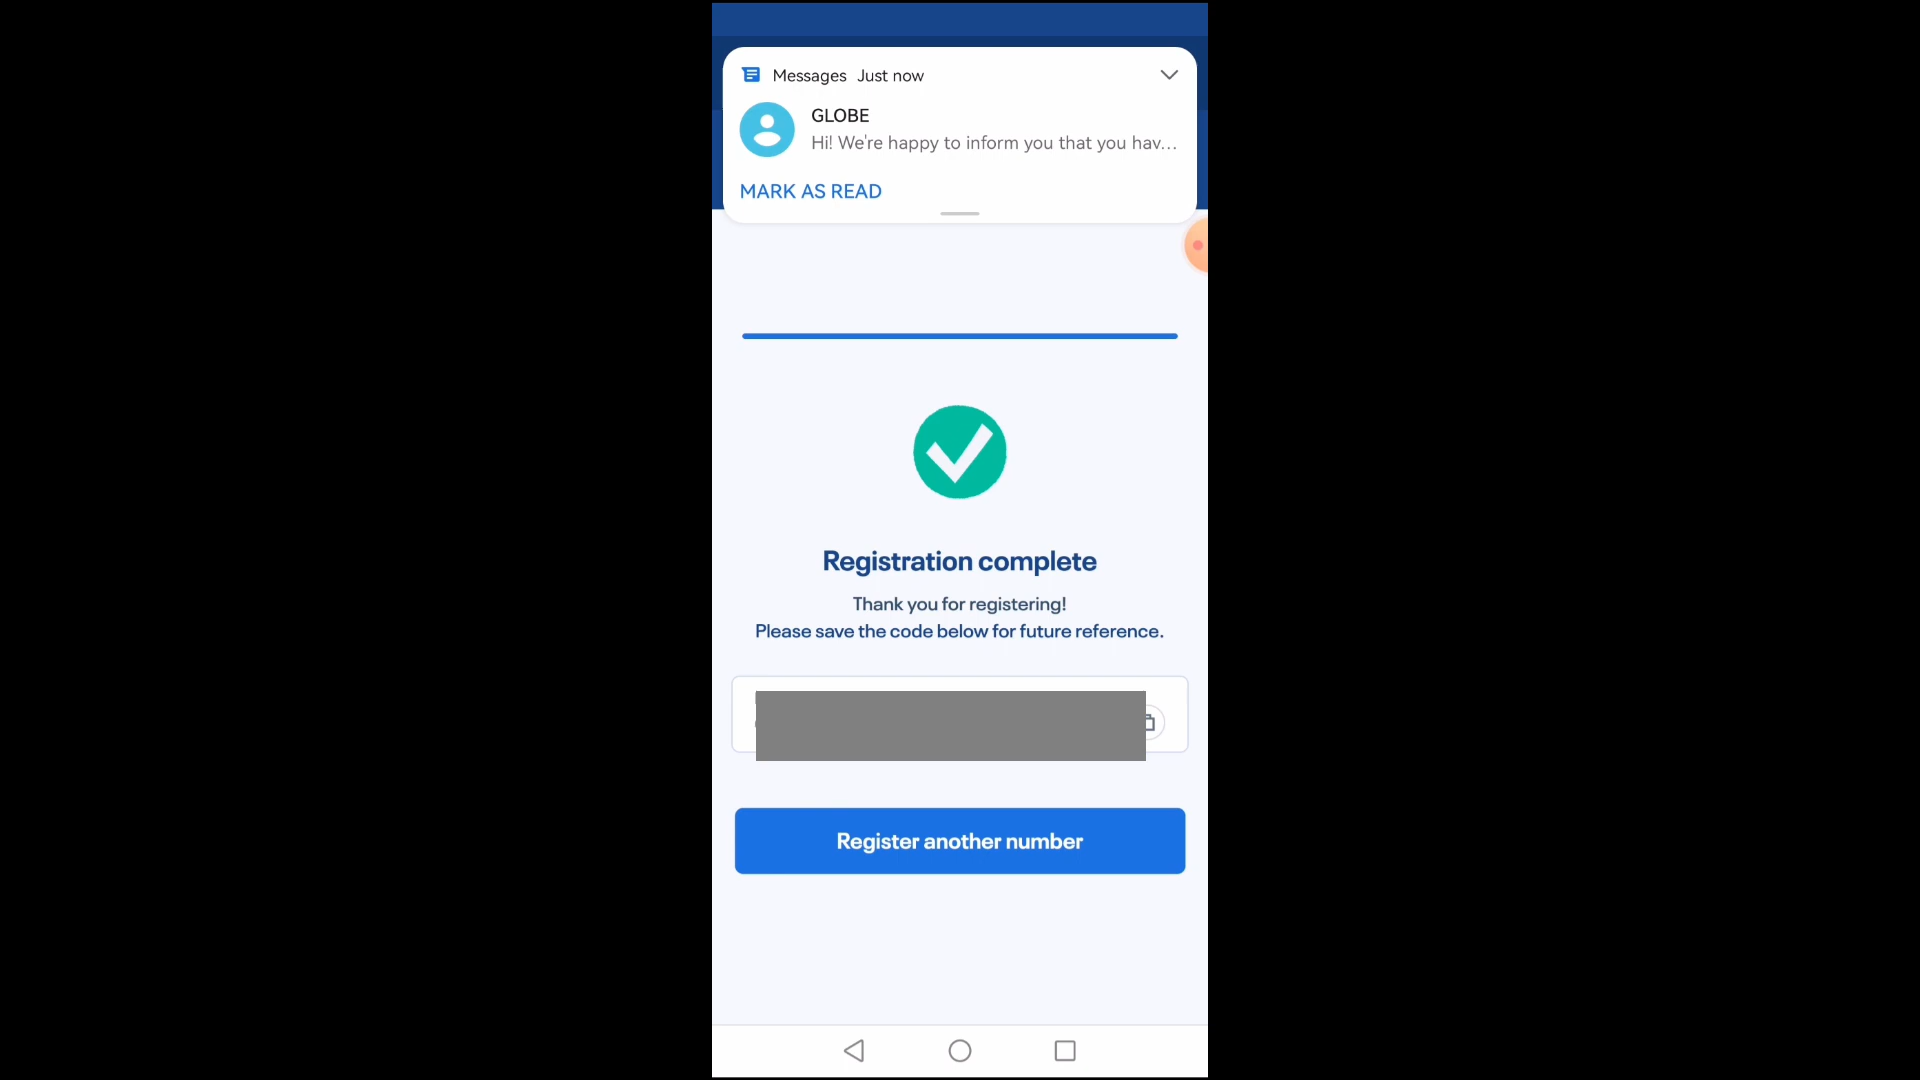 Messages Just now
GLOBE
Hi! We're happy to inform you that you hav...
MARK AS READ
Registration complete
Thank you for registering!
Please save the code below for future reference.
Register another number